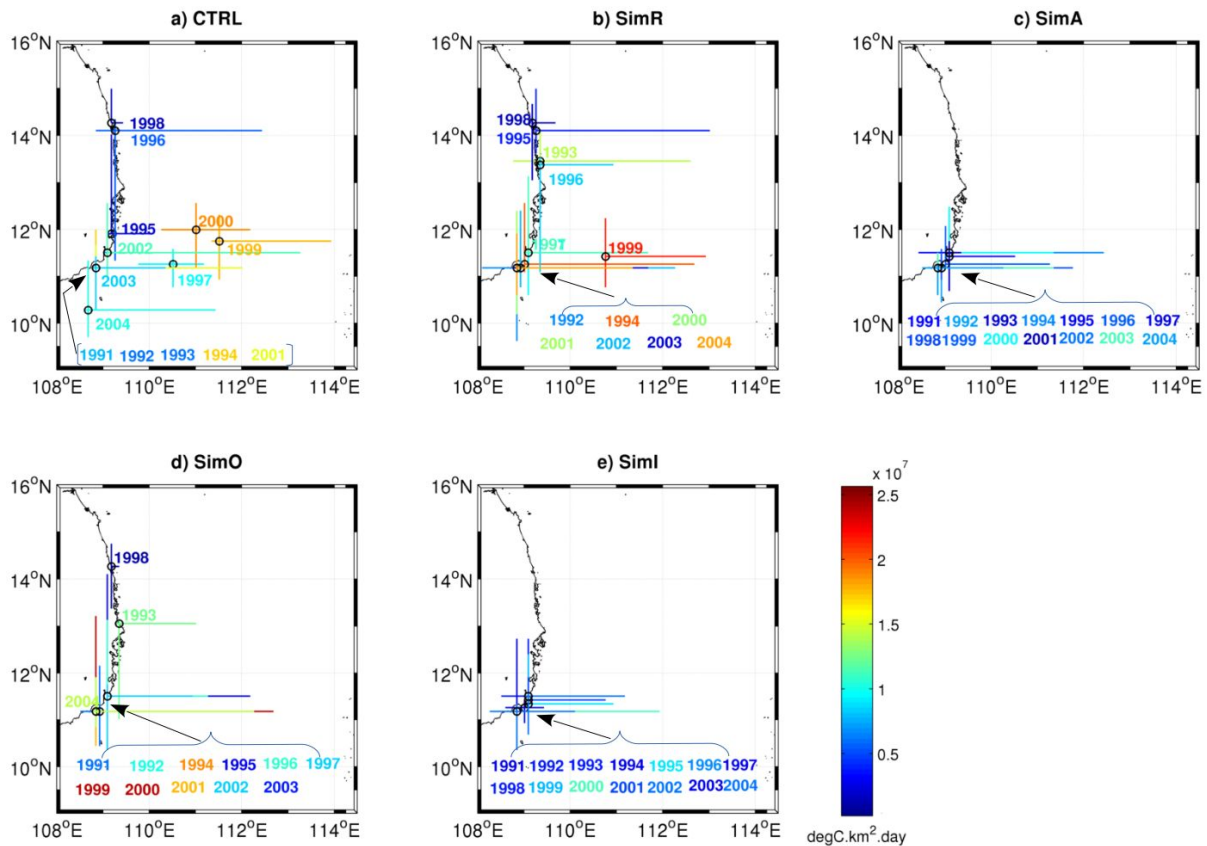 a) CTRL
16°N
14°N
12°N
10°N
108°E
110°E
112°E
114°E
1998
1996
1995
2000
2002
1999
2003
1997
2004
1991 1992 1993 1994 2001
b) SimR
16°N
14°N
12°N
10°N
108°E
110°E
112°E
114°E
1998
1995
1993
1996
1991
1997
1999
1992 1994 2000
2001 2002 2003 2004
c) SimA
16°N
14°N
12°N
10°N
108°E
110°E
112°E
114°E
1991 1992 1993 1994 1995 1996 1997
1998 1999 2000 2001 2002 2003 2004
d) SimO
16°N
14°N
12°N
10°N
108°E
110°E
112°E
114°E
1998
1993
2004
1991 1992 1994 1995 1996 1997
1999 2000 2001 2002 2003
e) SimI
16°N
14°N
12°N
10°N
108°E
110°E
112°E
114°E
1991 1992 1993 1994 1995 1996 1997
1998 1999 2000 2001 2002 2003 2004
x 10⁷
2.5
2
1.5
1
0.5
degC.km².day